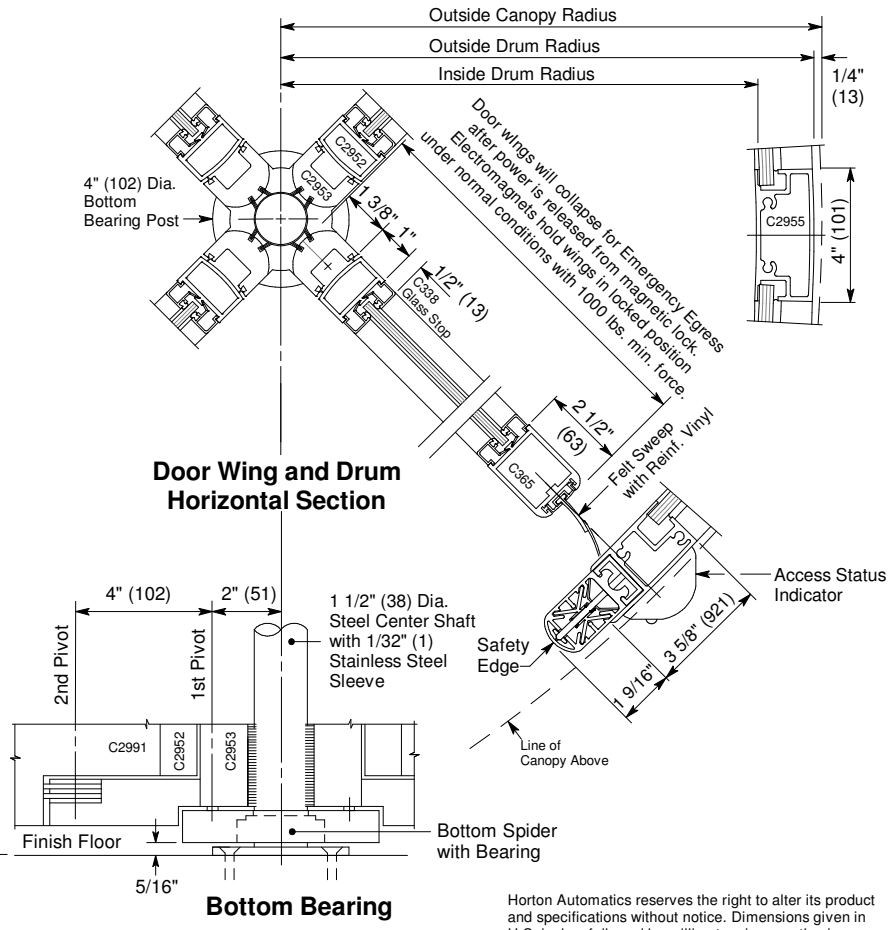 Outside Canopy Radius
Outside Drum Radius
Inside Drum Radius
1/4"
(13)
Door wings will collapse for Emergency Egress
after power is released from magnetic lock.
Electromagnets hold wings in locked position
under normal conditions with 1000 lbs. min. force.
C2952
C2953
4" (102) Dia.
Bottom
Bearing Post
1 3/8"
1"
1/2" (13)
C338
Glass Stop
C2955
4" (101)
2 1/2"
(63)
C365
Felt Sweep
with Reinf. Vinyl
Door Wing and Drum
Horizontal Section
Access Status
Indicator
Safety
Edge
3 5/8" (921)
1 9/16"
Line of
Canopy Above
4" (102)
2" (51)
2nd Pivot
1st Pivot
1 1/2" (38) Dia.
Steel Center Shaft
with 1/32" (1)
Stainless Steel
Sleeve
C2991
C2952
C2953
Finish Floor
5/16"
Bottom Spider
with Bearing
Bottom Bearing
Horton Automatics reserves the right to alter its product
and specifications without notice. Dimensions given in